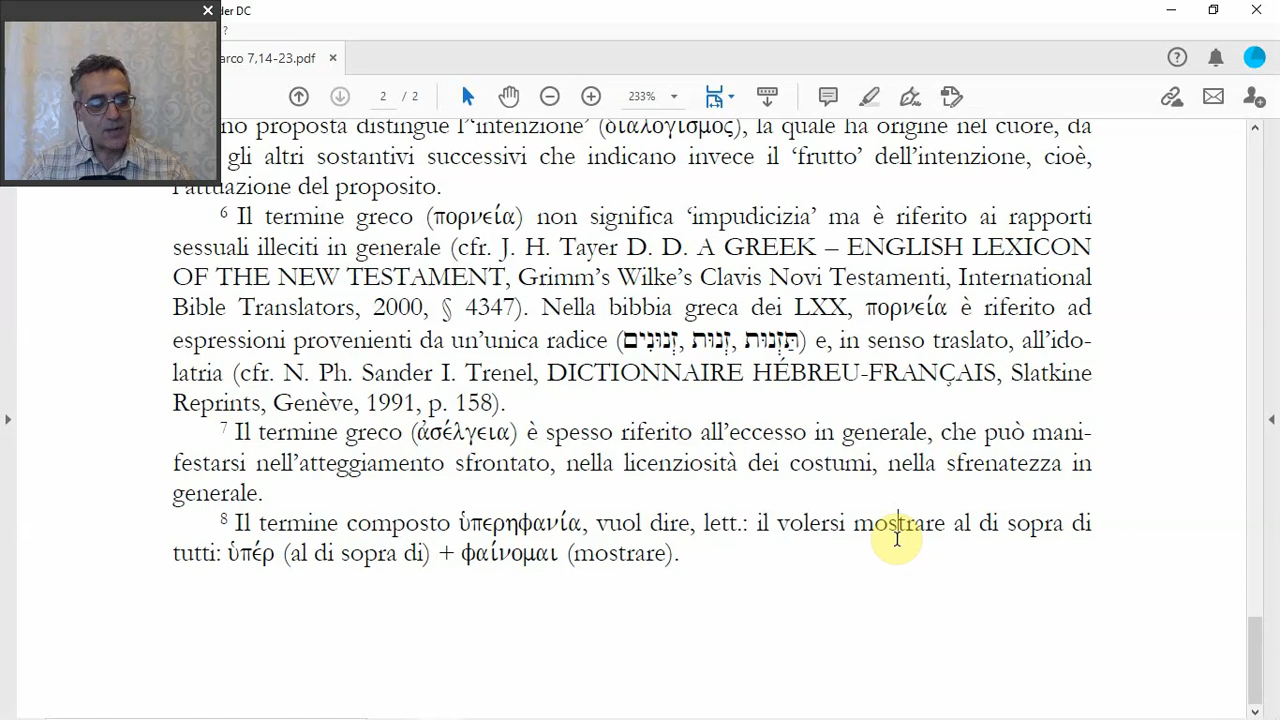 der DC
?
arco 7,14-23.pdf
2 / 2
233%
no proposta distingue l'‘intenzione’ (διαλογισμος), la quale ha origine nel cuore, da
gli altri sostantivi successivi che indicano invece il ‘frutto’ dell’intenzione, cioè,
l’attuazione del proposito.
6 Il termine greco (πορνεία) non significa ‘impudicizia’ ma è riferito ai rapporti
sessuali illeciti in generale (cfr. J. H. Tayer D. D. A GREEK – ENGLISH LEXICON
OF THE NEW TESTAMENT, Grimm’s Wilke’s Clavis Novi Testamenti, International
Bible Translators, 2000, § 4347). Nella bibbia greca dei LXX, πορνεία è riferito ad
espressioni provenienti da un’unica radice (זְנוּנִים, זְנוּת, תַּזְנוּת) e, in senso traslato, all’ido-
latria (cfr. N. Ph. Sander I. Trenel, DICTIONNAIRE HÉBREU-FRANÇAIS, Slatkine
Reprints, Genève, 1991, p. 158).
7 Il termine greco (ἀσέλγεια) è spesso riferito all’eccesso in generale, che può mani-
festarsi nell’atteggiamento sfrontato, nella licenziosità dei costumi, nella sfrenatezza in
generale.
8 Il termine composto ὑπερηφανία, vuol dire, lett.: il volersi mostrare al di sopra di
tutti: ὑπέρ (al di sopra di) + φαίνομαι (mostrare).